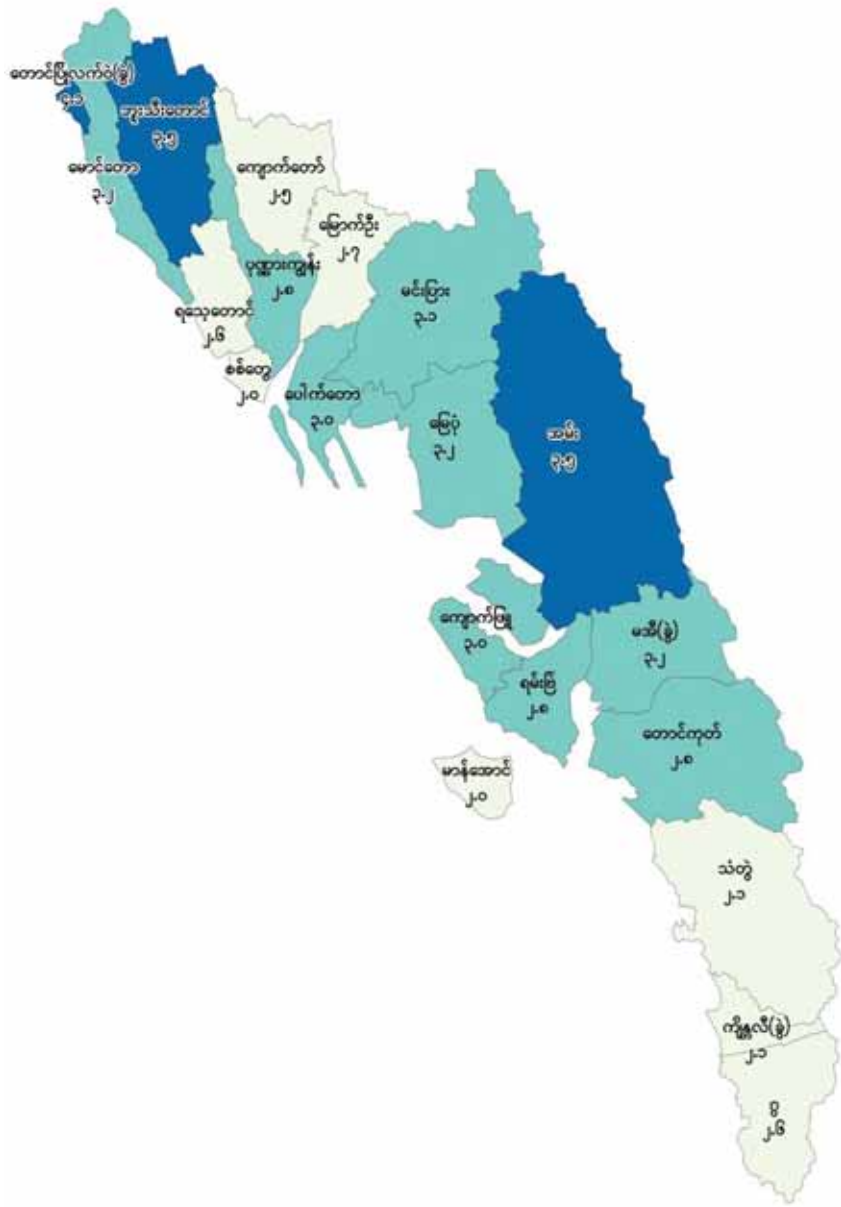 တောင်ပြိုလက်ဝဲ(ခွဲ)
၄.၁
ဘူးသီးတောင်
၃.၅
မောင်တော
၃.၂
ကျောက်တော်
၂.၅
မြောက်ဦး
၂.၇
ပုဏ္ဏားကျွန်း
၂.၈
မင်းပြား
၃.၁
ရသေ့တောင်
၂.၆
စစ်တွေ
၂.၀
ပေါက်တော
၃.၀
မြေပုံ
၃.၂
အမ်း
၃.၅
ကျောက်ဖြူ
၃.၀
မအီ(ခွဲ)
၃.၂
ရမ်းဗြဲ
၂.၈
တောင်ကုတ်
၂.၈
မာန်အောင်
၂.၀
သံတွဲ
၂.၁
ကျိန္တလီ(ခွဲ)
၂.၁
ဂွ
၂.၆